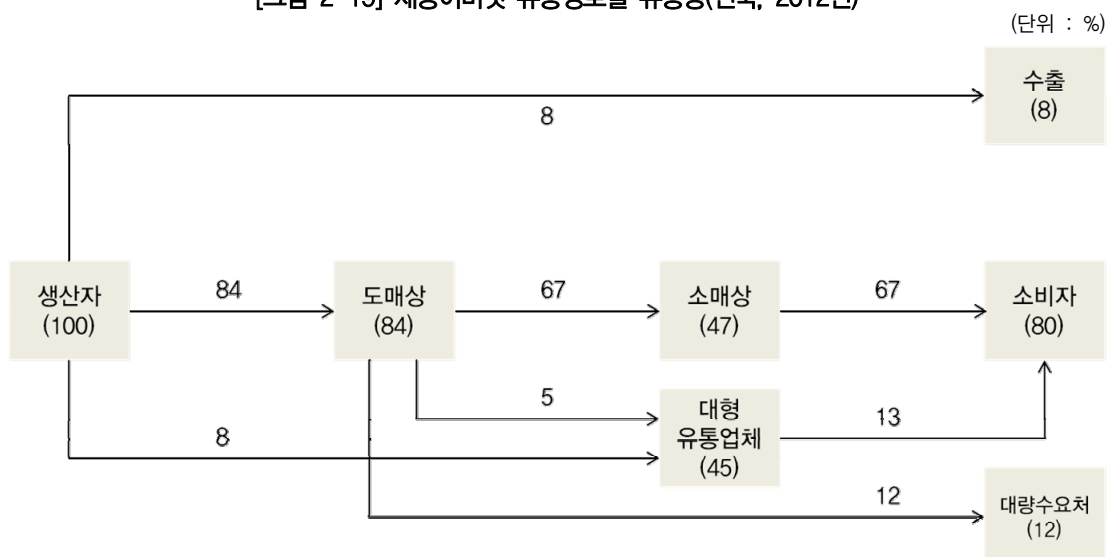 (단위 : %)
수출
(8)
8
생산자
(100)
84
도매상
(84)
67
소매상
(47)
67
소비자
(80)
5
대형
유통업체
(45)
13
8
12
대량수요처
(12)